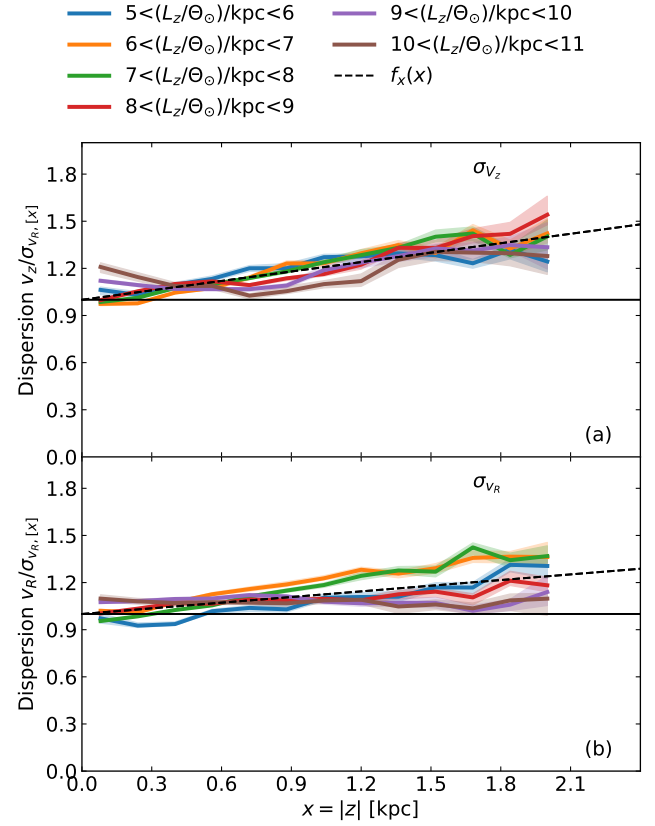 5<(L_z/Θ_⊙)/kpc<6
6<(L_z/Θ_⊙)/kpc<7
7<(L_z/Θ_⊙)/kpc<8
8<(L_z/Θ_⊙)/kpc<9
9<(L_z/Θ_⊙)/kpc<10
10<(L_z/Θ_⊙)/kpc<11
f_x(x)
σ_{V_z}
Dispersion v_z/σ_{v_R, [x]}
1.8
1.5
1.2
0.9
0.6
0.3
0.0
(a)
σ_{v_R}
Dispersion v_R/σ_{v_R, [x]}
1.8
1.5
1.2
0.9
0.6
0.3
0.0
(b)
0.0 0.3 0.6 0.9 1.2 1.5 1.8 2.1
x = |z| [kpc]